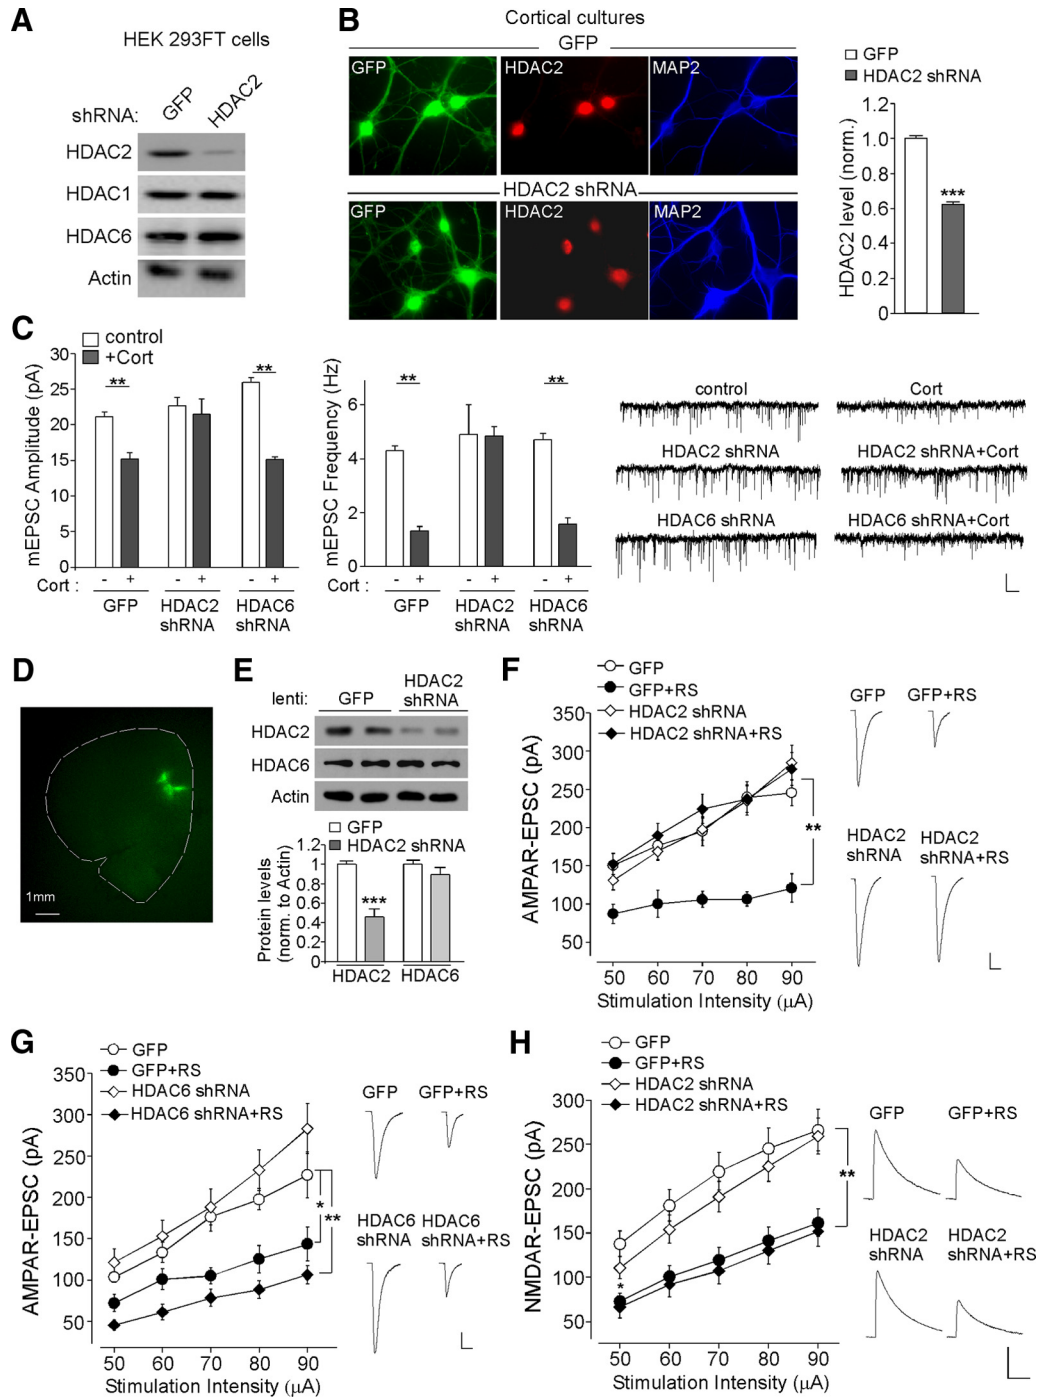 A
HEK 293FT cells
shRNA: GFP HDAC2
HDAC2
HDAC1
HDAC6
Actin
B
Cortical cultures
GFP
GFP HDAC2 MAP2
HDAC2 shRNA
GFP HDAC2 MAP2
GFP
HDAC2 shRNA
HDAC2 level (norm.)
1.2
1
0.8
0.6
0.4
0.2
0
***
C
control
+Cort
mEPSC Amplitude (pA)
30
25
20
15
10
5
0
** **
Cort : - + - + - +
GFP HDAC2 shRNA HDAC6 shRNA
mEPSC Frequency (Hz)
6
4
2
0
** **
Cort : - + - + - +
GFP HDAC2 shRNA HDAC6 shRNA
control Cort
HDAC2 shRNA HDAC2 shRNA+Cort
HDAC6 shRNA HDAC6 shRNA+Cort
D
1mm
E
lenti: GFP HDAC2 shRNA
HDAC2
HDAC6
Actin
GFP
HDAC2 shRNA
Protein levels
(norm. to Actin)
1.2
1
0.8
0.6
0.4
0.2
0
***
HDAC2 HDAC6
F
GFP
GFP+RS
HDAC2 shRNA
HDAC2 shRNA+RS
AMPAR-EPSC (pA)
350
300
250
200
150
100
50
**
50 60 70 80 90
Stimulation Intensity (µA)
GFP GFP+RS
HDAC2 shRNA HDAC2 shRNA+RS
G
GFP
GFP+RS
HDAC6 shRNA
HDAC6 shRNA+RS
AMPAR-EPSC (pA)
350
300
250
200
150
100
50
* **
50 60 70 80 90
Stimulation Intensity (µA)
GFP GFP+RS
HDAC6 shRNA HDAC6 shRNA+RS
H
GFP
GFP+RS
HDAC2 shRNA
HDAC2 shRNA+RS
NMDAR-EPSC (pA)
300
250
200
150
100
50
*
**
50 60 70 80 90
Stimulation Intensity (µA)
GFP GFP+RS
HDAC2 shRNA HDAC2 shRNA+RS